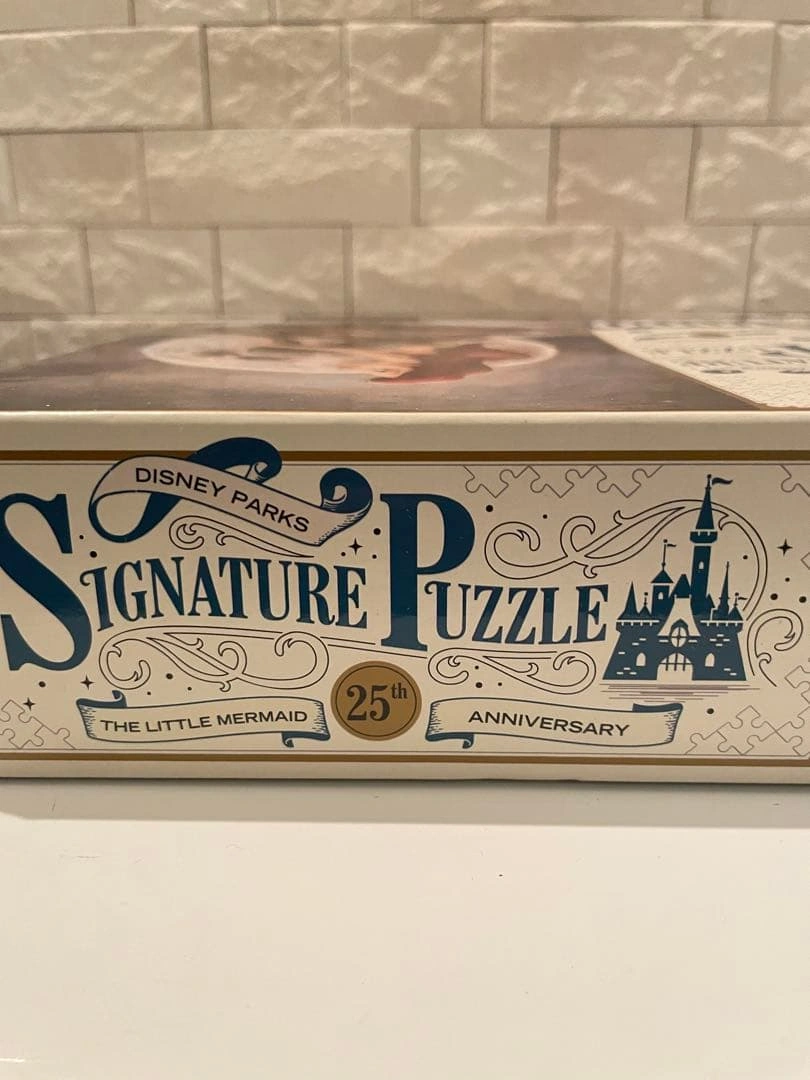 DISNEY PARKS
SIGNATURE PUZZLE
THE LITTLE MERMAID 25th ANNIVERSARY